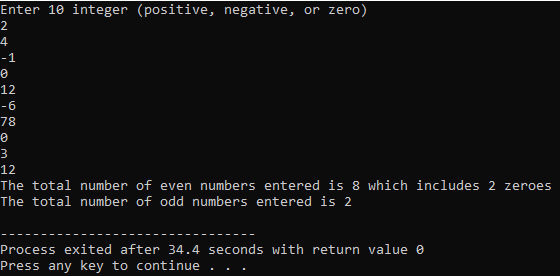 Enter 10 integer (positive, negative, or zero)
2
4
-1
0
12
-6
78
0
3
12
The total number of even numbers entered is 8 which includes 2 zeroes
The total number of odd numbers entered is 2
--------------------------------
Process exited after 34.4 seconds with return value 0
Press any key to continue . . .